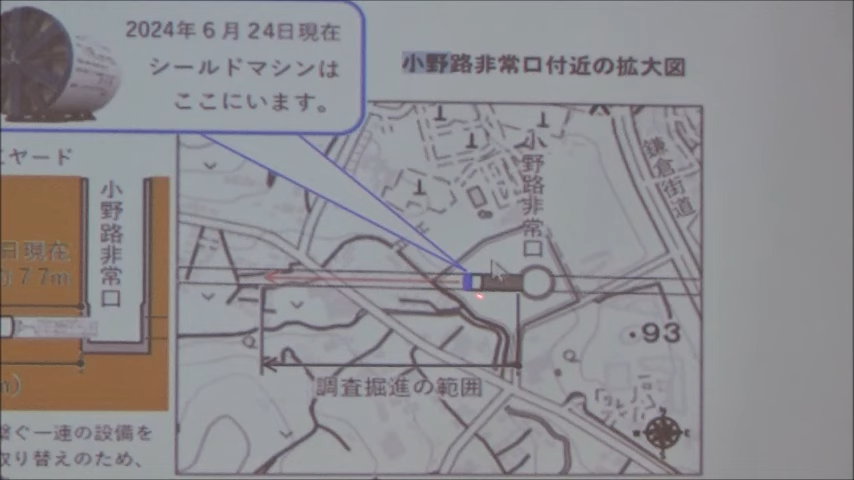 2024年6月24日現在
シールドマシンは
ここにいます。
小野路非常口付近の拡大図
ヤード
小野路非常口
日現在
77m
小野路非常口
鎌倉街道
・93
調査掘進の範囲
m)
繋ぐ一連の設備を
取り替えのため、